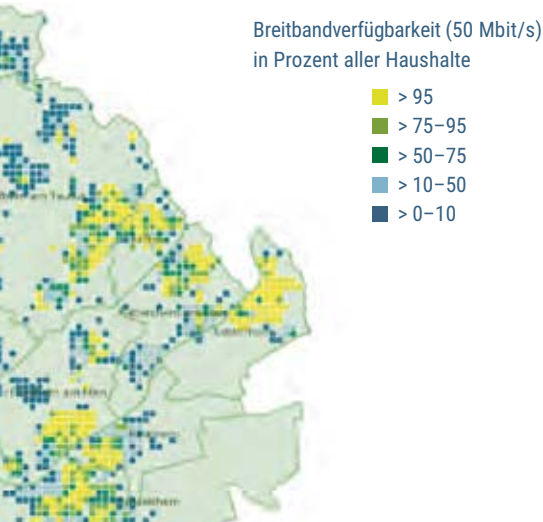 Breitbandverfügbarkeit (50 Mbit/s)
in Prozent aller Haushalte
> 95
> 75–95
> 50–75
> 10–50
> 0–10